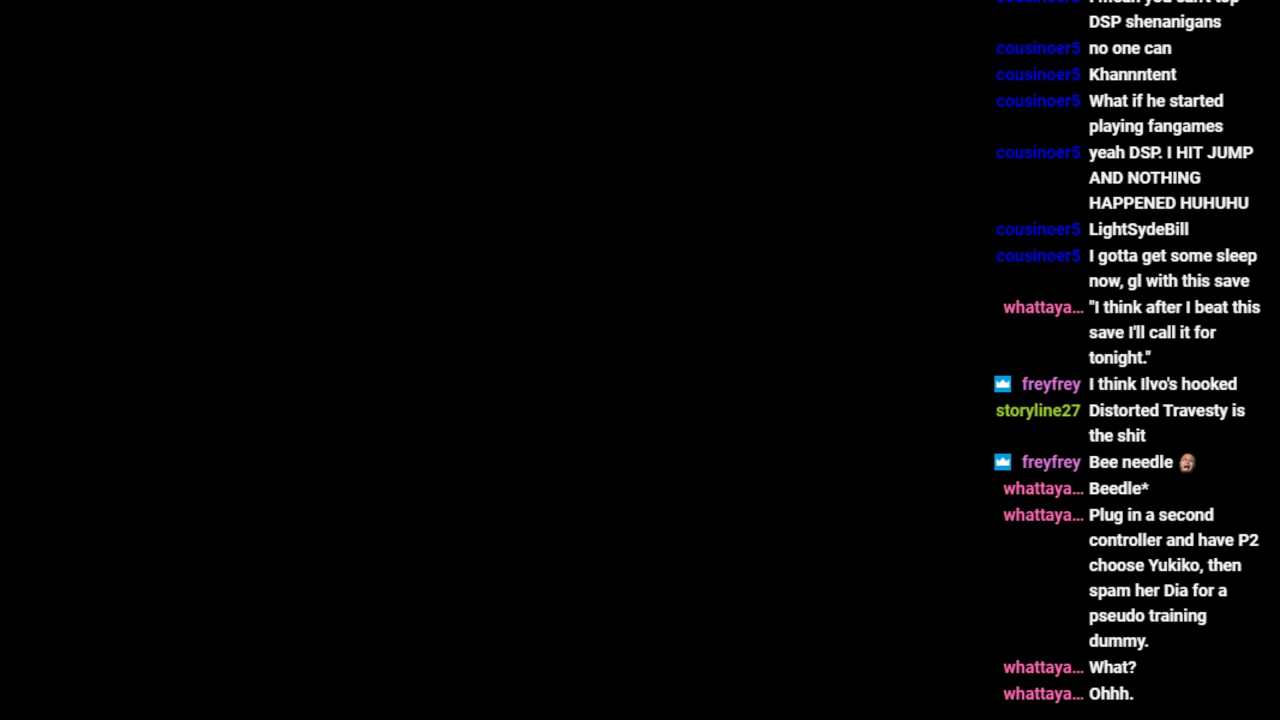 DSP shenanigans
cousinoer5 no one can
cousinoer5 Khannntent
cousinoer5 What if he started
playing fangames
cousinoer5 yeah DSP. I HIT JUMP
AND NOTHING
HAPPENED HUHUHU
cousinoer5 LightSydeBill
cousinoer5 I gotta get some sleep
now, gl with this save
whattaya… "I think after I beat this
save I'll call it for
tonight."
freyfrey I think Ilvo's hooked
storyline27 Distorted Travesty is
the shit
freyfrey Bee needle
whattaya… Beedle*
whattaya… Plug in a second
controller and have P2
choose Yukiko, then
spam her Dia for a
pseudo training
dummy.
whattaya… What?
whattaya… Ohhh.